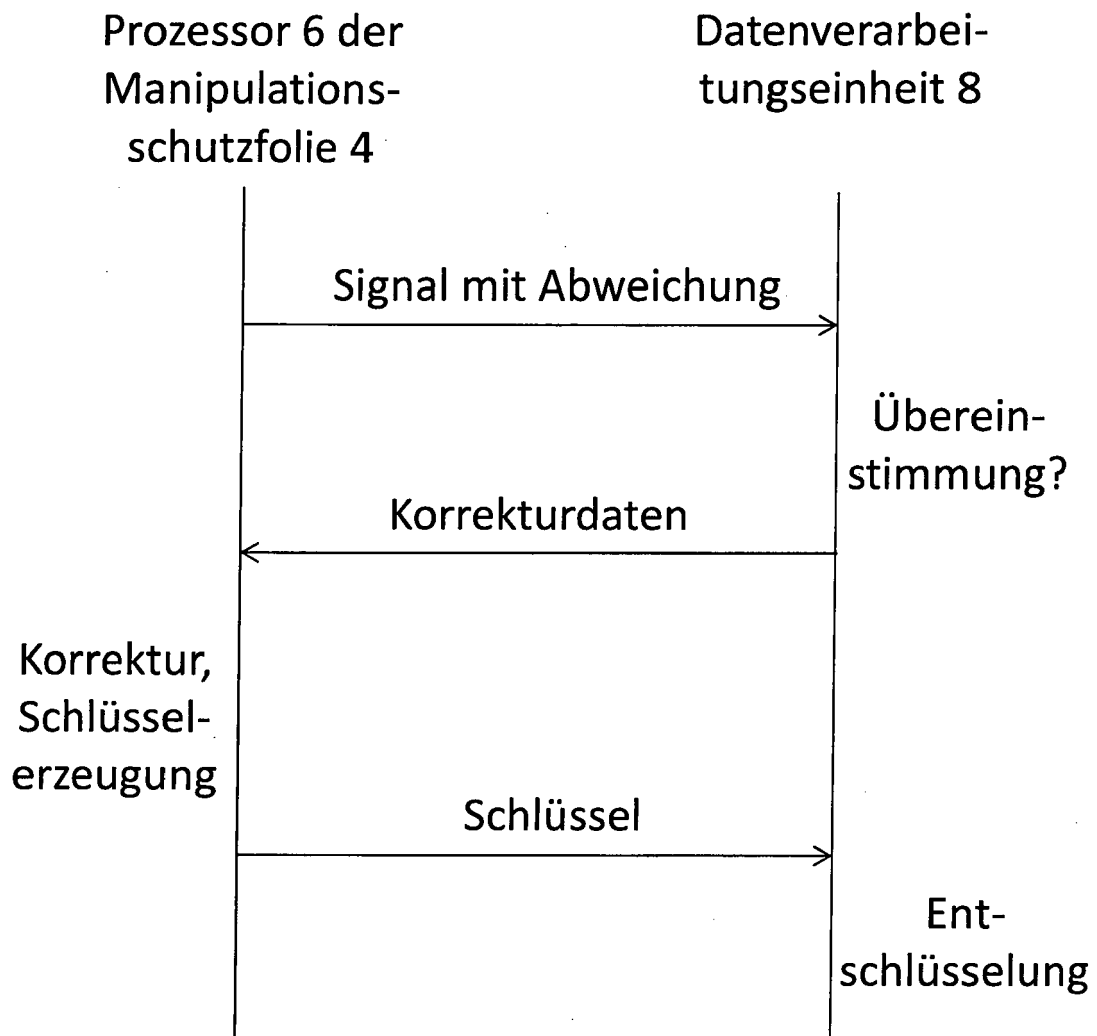 Prozessor 6 der
Manipulations-
schutzfolie 4
Datenverarbei-
tungseinheit 8
Signal mit Abweichung
Überein-
stimmung?
Korrekturdaten
Korrektur,
Schlüssel-
erzeugung
Schlüssel
Ent-
schlüsselung